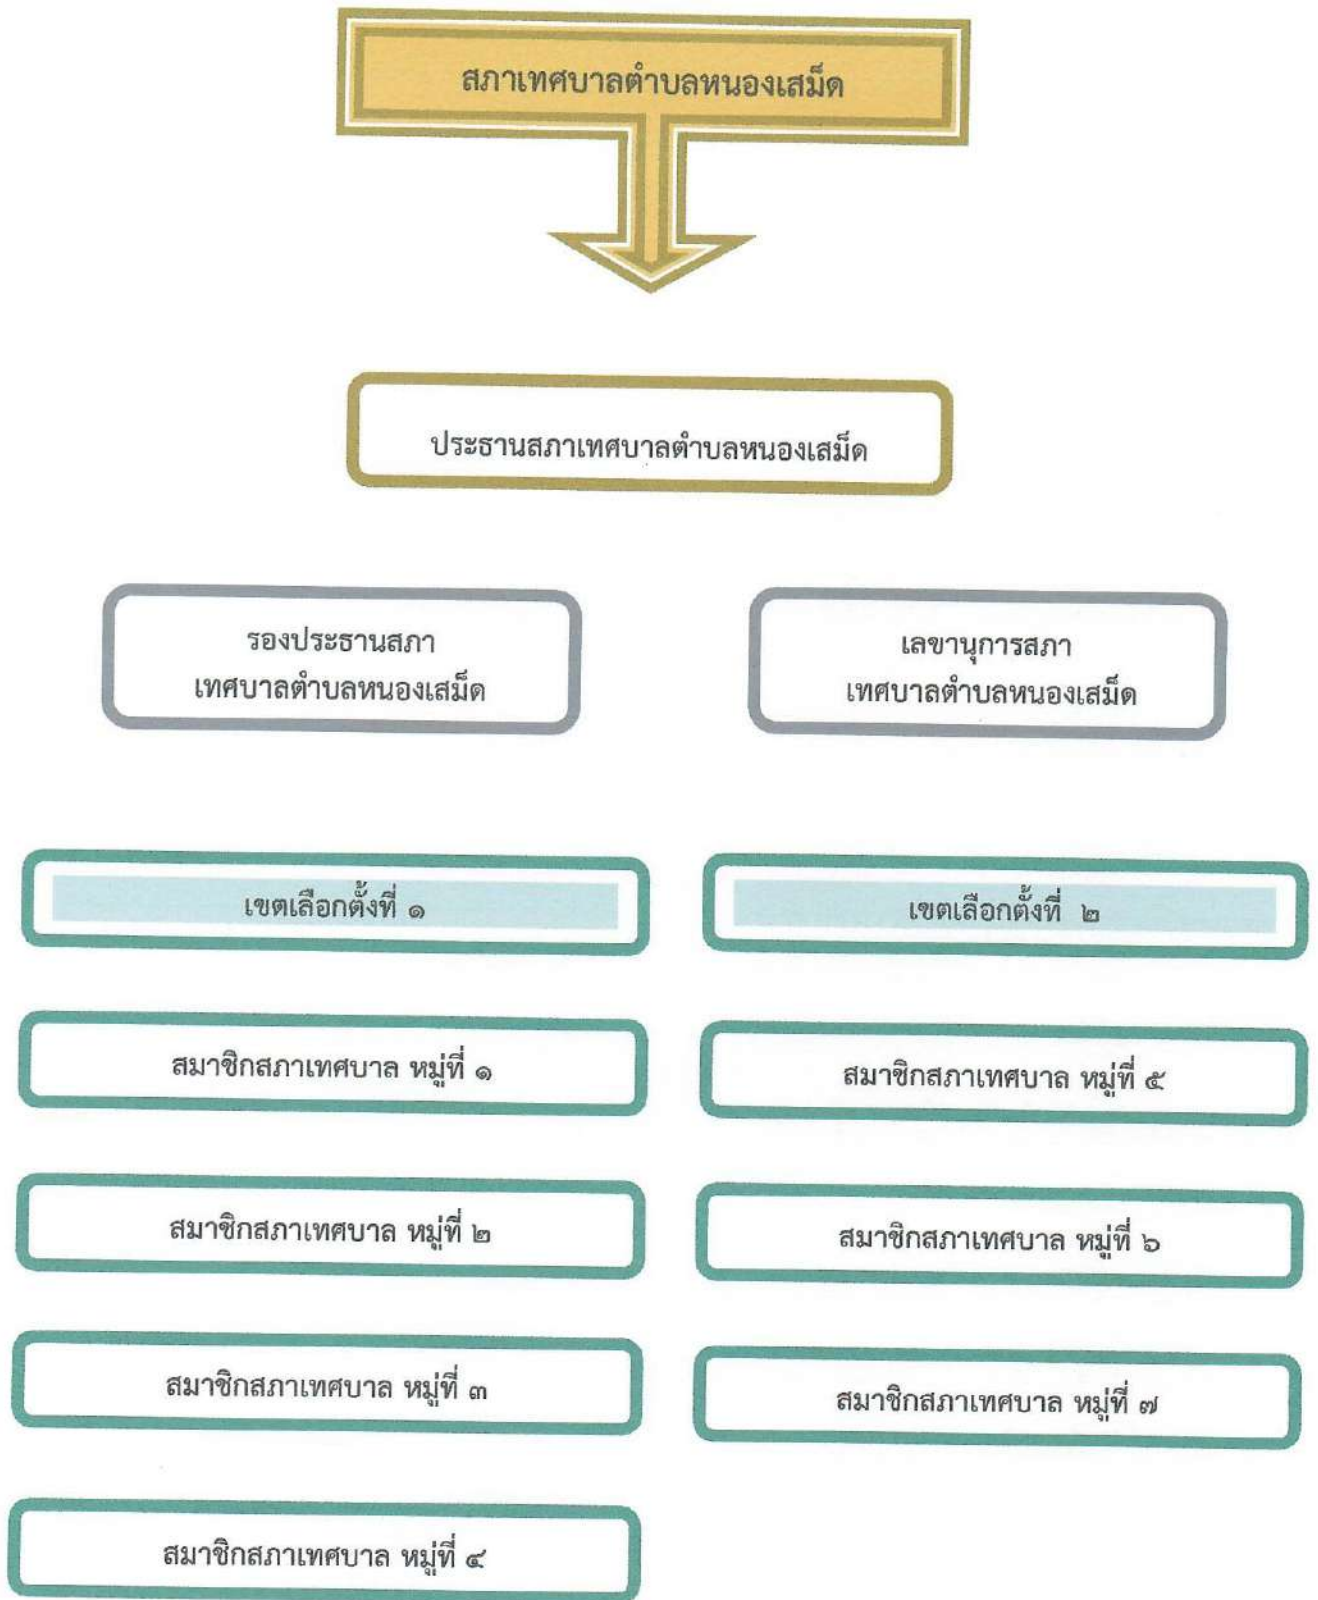 สภาเทศบาลตำบลหนองเสม็ด
ประธานสภาเทศบาลตำบลหนองเสม็ด
รองประธานสภา
เทศบาลตำบลหนองเสม็ด
เลขานุการสภา
เทศบาลตำบลหนองเสม็ด
เขตเลือกตั้งที่ ๑
สมาชิกสภาเทศบาล หมู่ที่ ๑
สมาชิกสภาเทศบาล หมู่ที่ ๒
สมาชิกสภาเทศบาล หมู่ที่ ๓
สมาชิกสภาเทศบาล หมู่ที่ ๔
เขตเลือกตั้งที่ ๒
สมาชิกสภาเทศบาล หมู่ที่ ๕
สมาชิกสภาเทศบาล หมู่ที่ ๖
สมาชิกสภาเทศบาล หมู่ที่ ๗